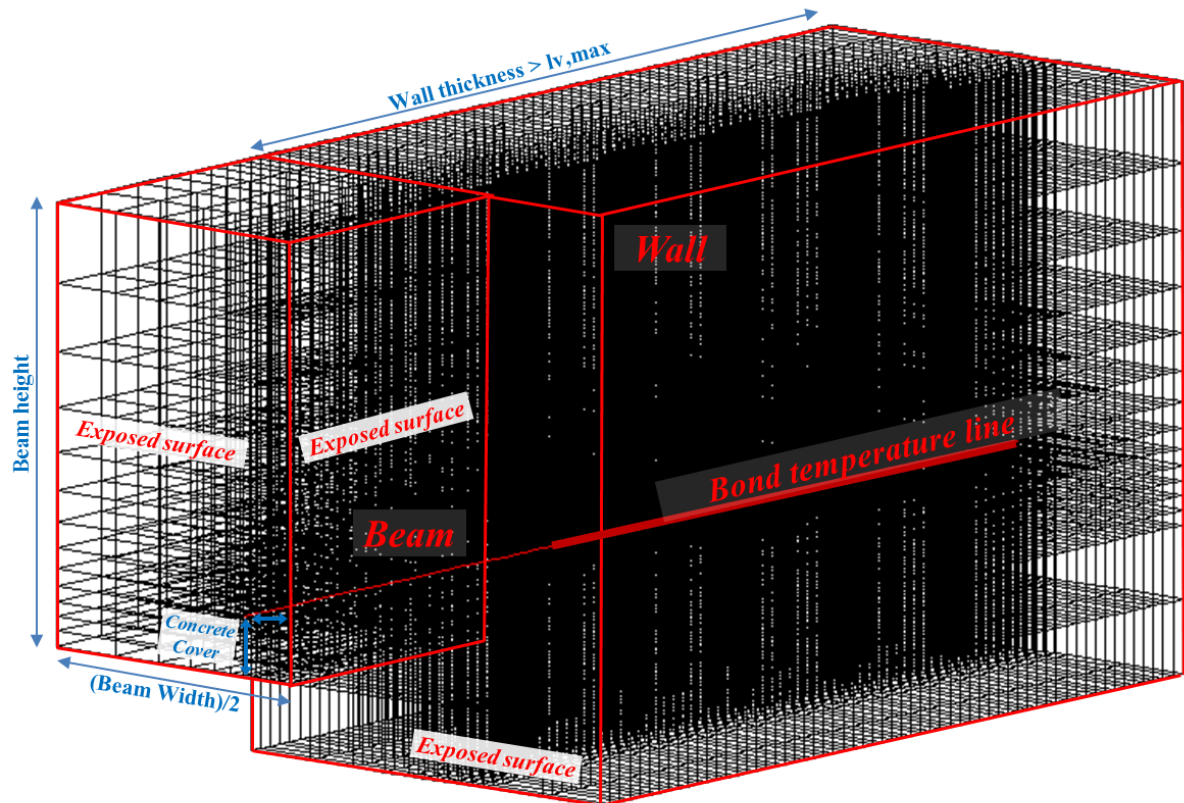 Wall thickness > lv,max
Wall
Beam height
Exposed surface
Exposed surface
Bond temperature line
Beam
Concrete
Cover
(Beam Width)/2
Exposed surface